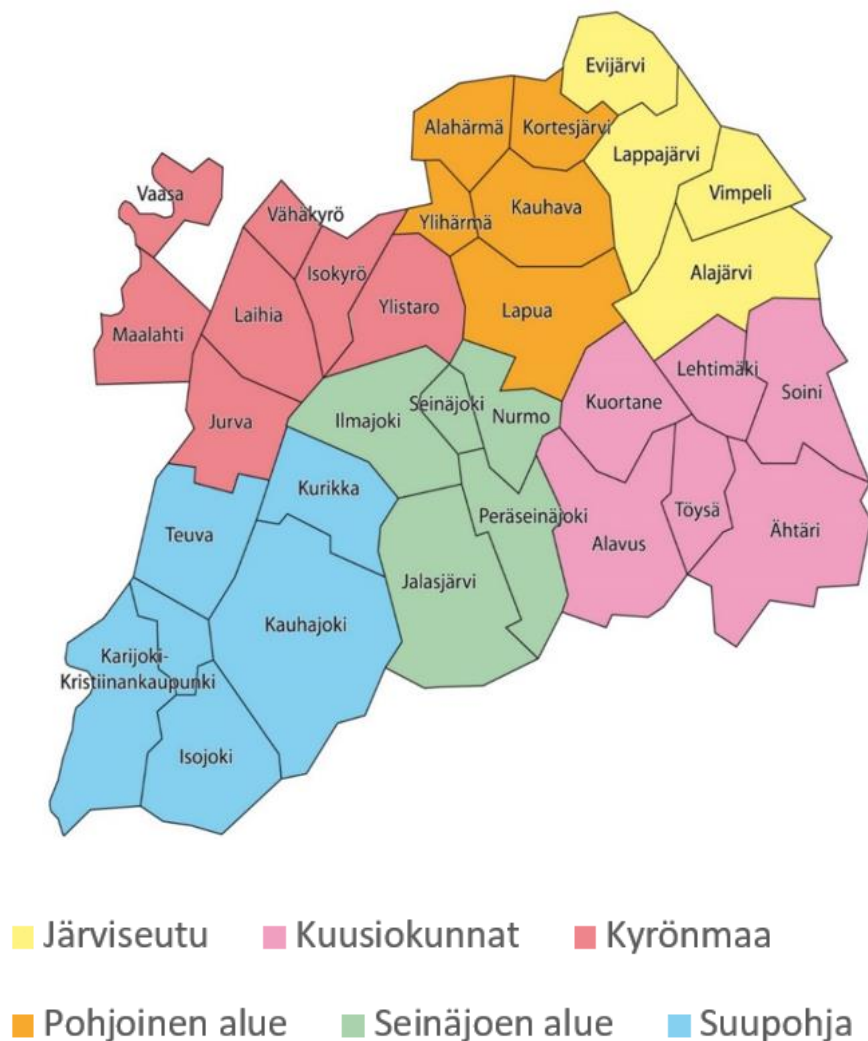 Evijärvi
Alahärmä
Kortesjärvi
Lappajärvi
Vaasa
Vimpeli
Vähäkyrö
Ylihärmä
Kauhava
Isokyrö
Alajärvi
Maalahti
Laihia
Ylistaro
Lapua
Lehtimäki
Soini
Kuortane
Seinäjoki
Nurmo
Ilmajoki
Jurva
Kurikka
Teuva
Peräseinäjoki
Töysä
Ähtäri
Alavus
Jalasjärvi
Kauhajoki
Karijoki-
Kristiinankaupunki
Isojoki
Järviseutu Kuusiokunnat Kyrönmaa
Pohjoinen alue Seinäjoen alue Suupohja